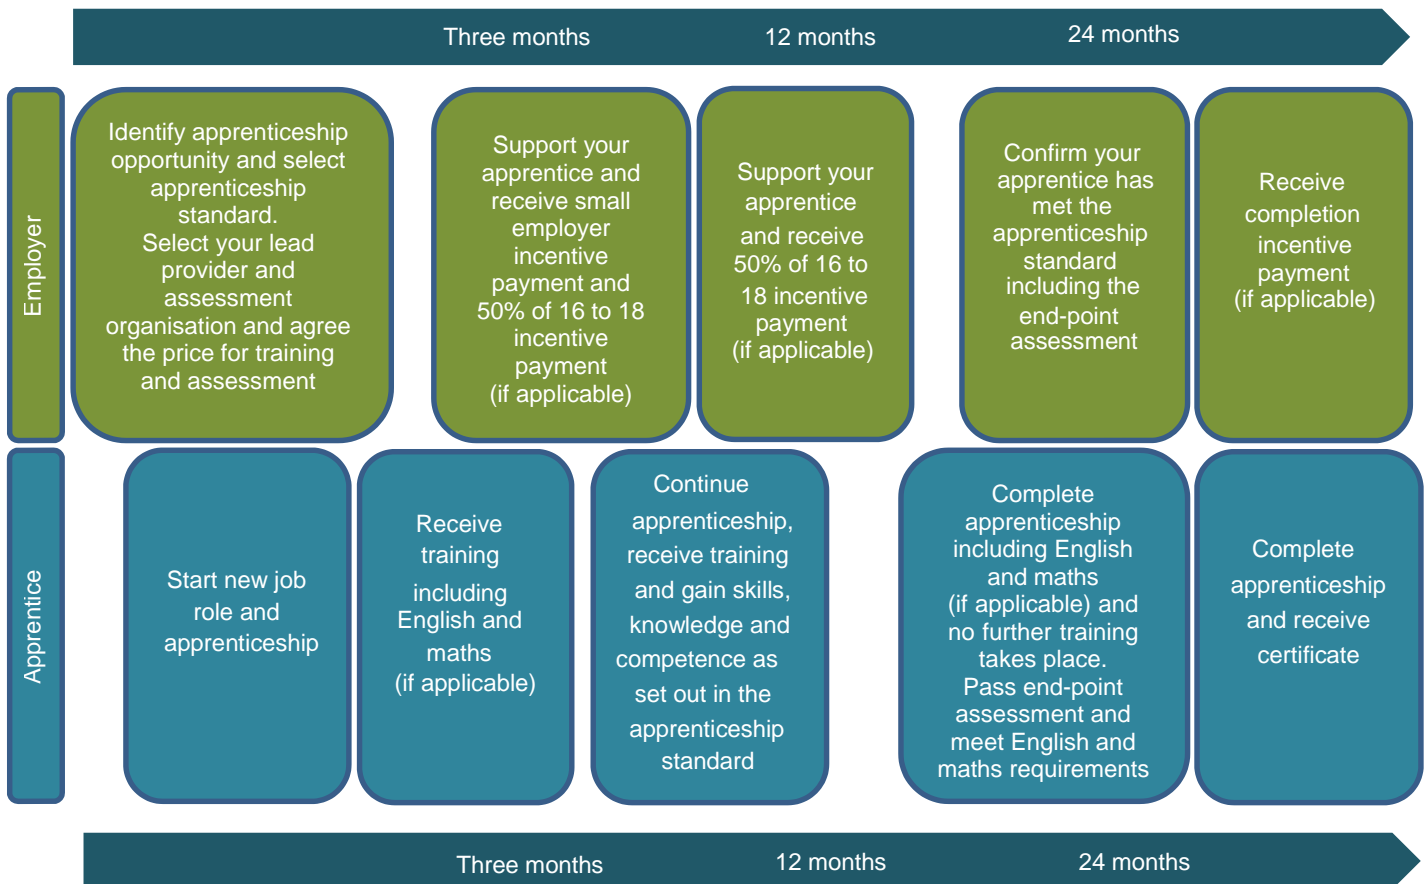 Three months
12 months
24 months
Employer
Identify apprenticeship
opportunity and select
apprenticeship
standard.
Select your lead
provider and
assessment
organisation and agree
the price for training
and assessment
Support your
apprentice and
receive small
employer
incentive
payment and
50% of 16 to 18
incentive
payment
(if applicable)
Support your
apprentice
and receive
50% of 16 to
18 incentive
payment
(if applicable)
Confirm your
apprentice has
met the
apprenticeship
standard
including the
end-point
assessment
Receive
completion
incentive
payment
(if applicable)
Apprentice
Start new job
role and
apprenticeship
Receive
training
including
English and
maths
(if applicable)
Continue
apprenticeship,
receive training
and gain skills,
knowledge and
competence as
set out in the
apprenticeship
standard
Complete
apprenticeship
including English
and maths
(if applicable) and
no further training
takes place.
Pass end-point
assessment and
meet English and
maths requirements
Complete
apprenticeship
and receive
certificate
Three months
12 months
24 months